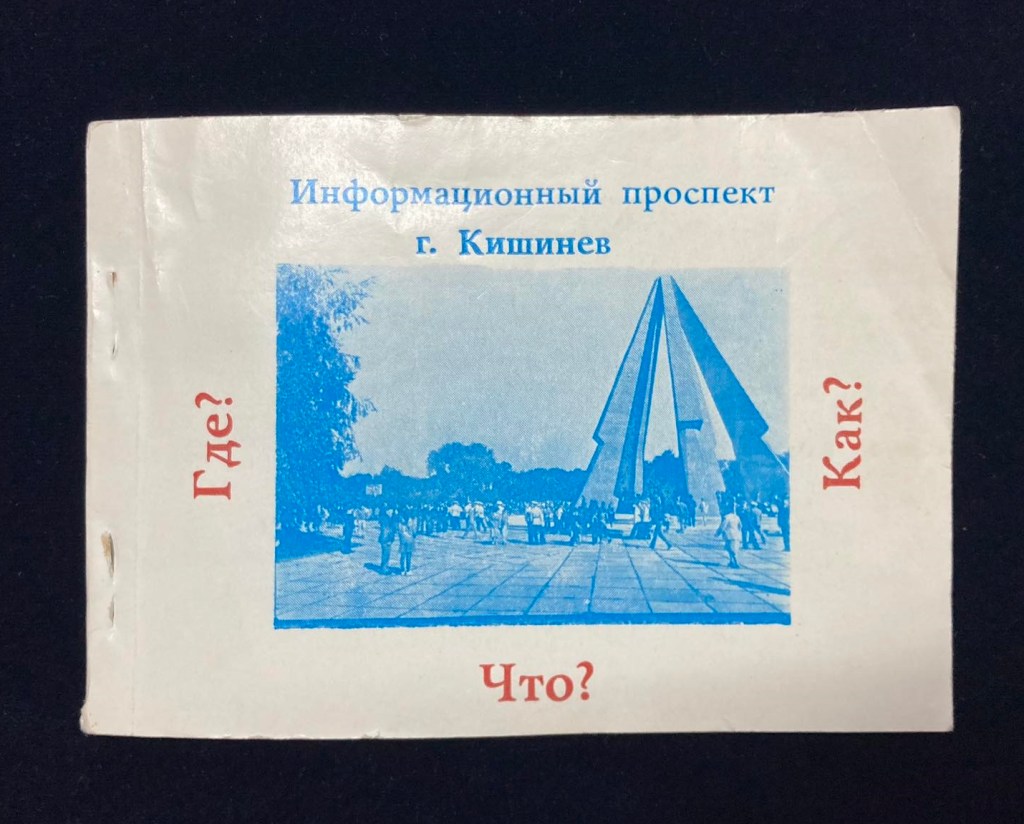 Информационный проспект
г. Кишинев
Где?
Как?
Что?